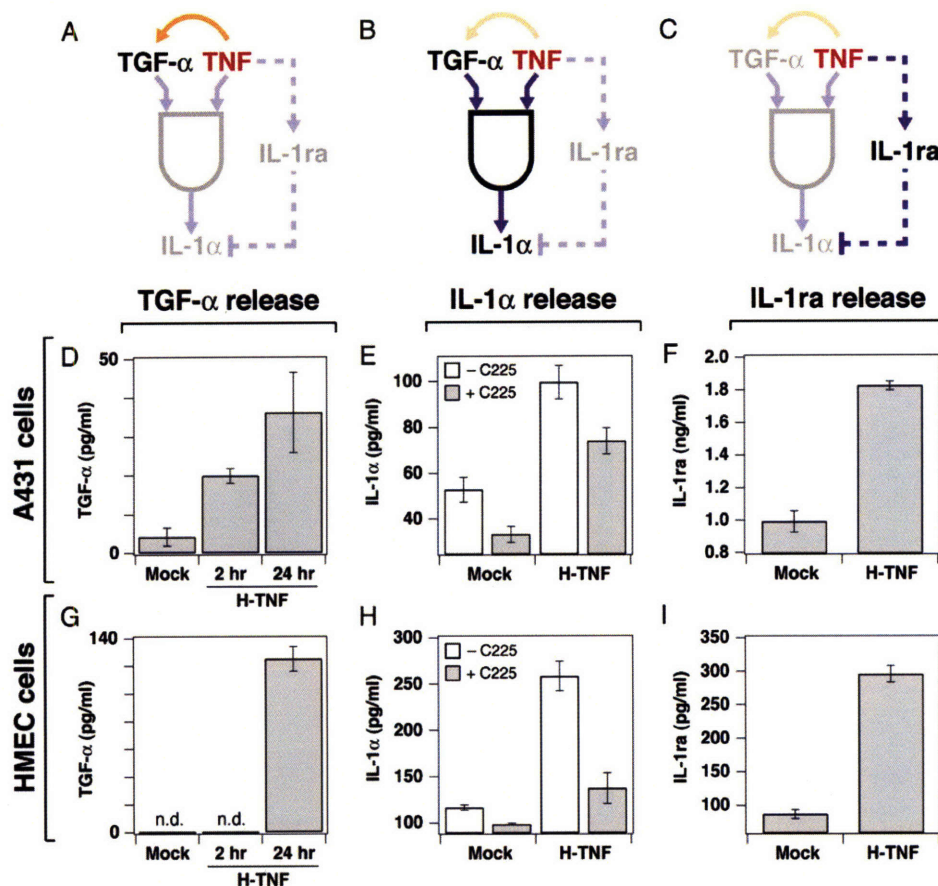 A
TGF-α TNF
IL-1ra
IL-1α
B
TGF-α TNF
IL-1ra
IL-1α
C
TGF-α TNF
IL-1ra
IL-1α
TGF-α release
IL-1α release
IL-1ra release
A431 cells
D
50
0
TGF-α (pg/ml)
Mock
2 hr
24 hr
H-TNF
E
100
80
60
40
IL-1α (pg/ml)
– C225
+ C225
Mock
H-TNF
F
2.0
1.8
1.6
1.4
1.2
1.0
0.8
IL-1ra (ng/ml)
Mock
H-TNF
HMEC cells
G
140
0
TGF-α (pg/ml)
n.d.
n.d.
Mock
2 hr
24 hr
H-TNF
H
300
250
200
150
100
IL-1α (pg/ml)
– C225
+ C225
Mock
H-TNF
I
350
300
250
200
150
100
IL-1ra (pg/ml)
Mock
H-TNF